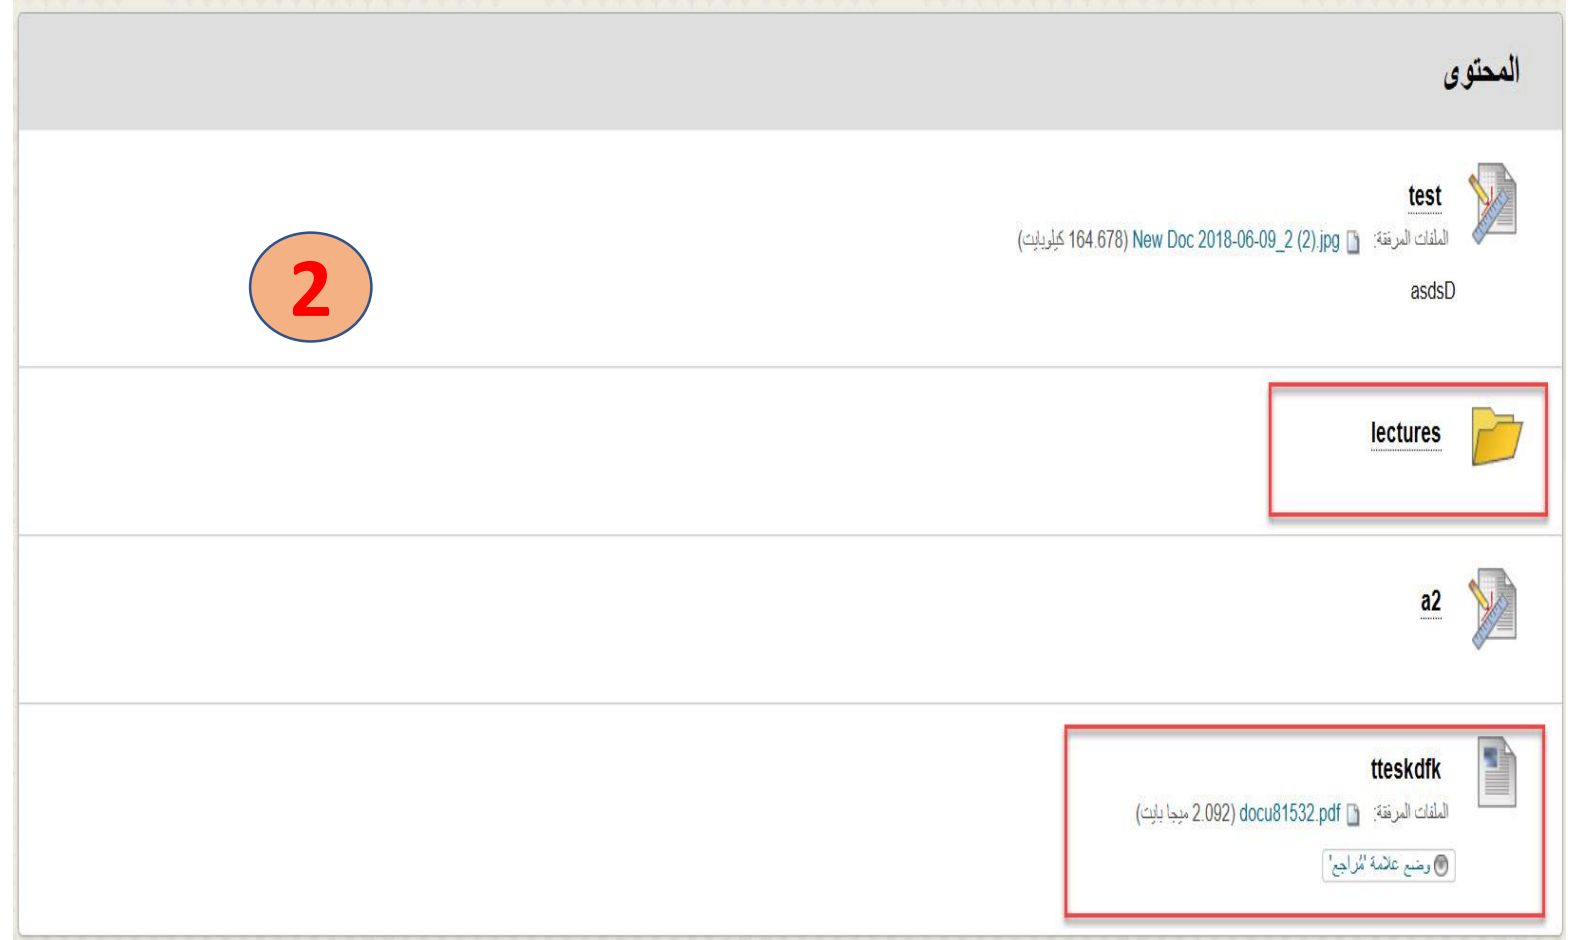 المحتوى
test
الملفات المرفقة: New Doc 2018-06-09_2 (2).jpg (164.678 كيلوبايت)
2
asdsD
lectures
a2
tteskdfk
الملفات المرفقة: docu81532.pdf (2.092 ميجا بايت)
وضع علامة "مُراجع"